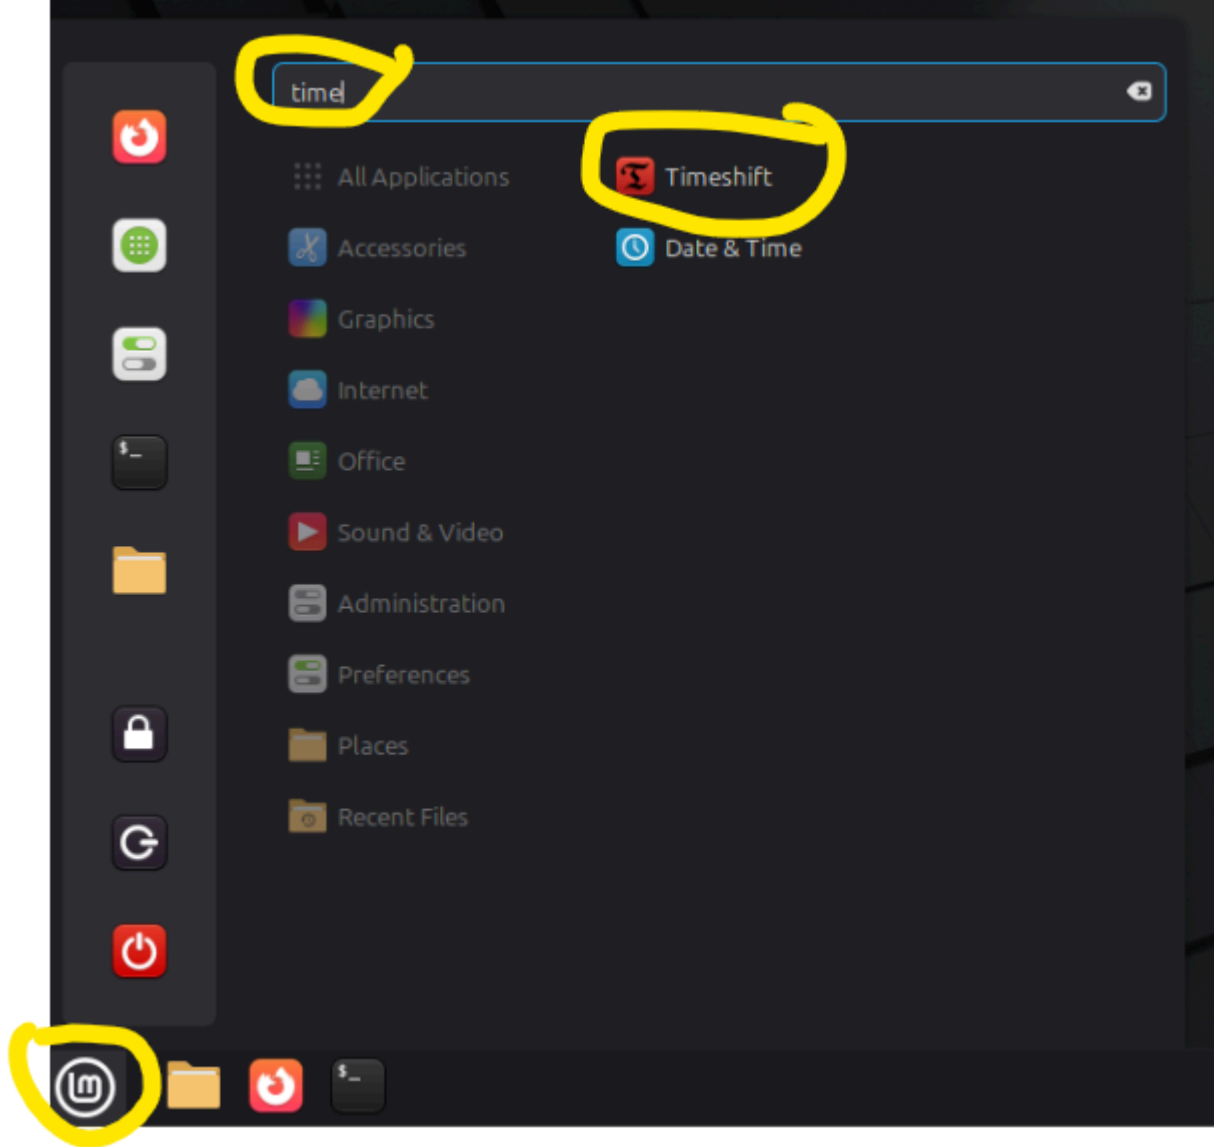 time
All Applications
Timeshift
Accessories
Date & Time
Graphics
Internet
Office
Sound & Video
Administration
Preferences
Places
Recent Files
$_
$_